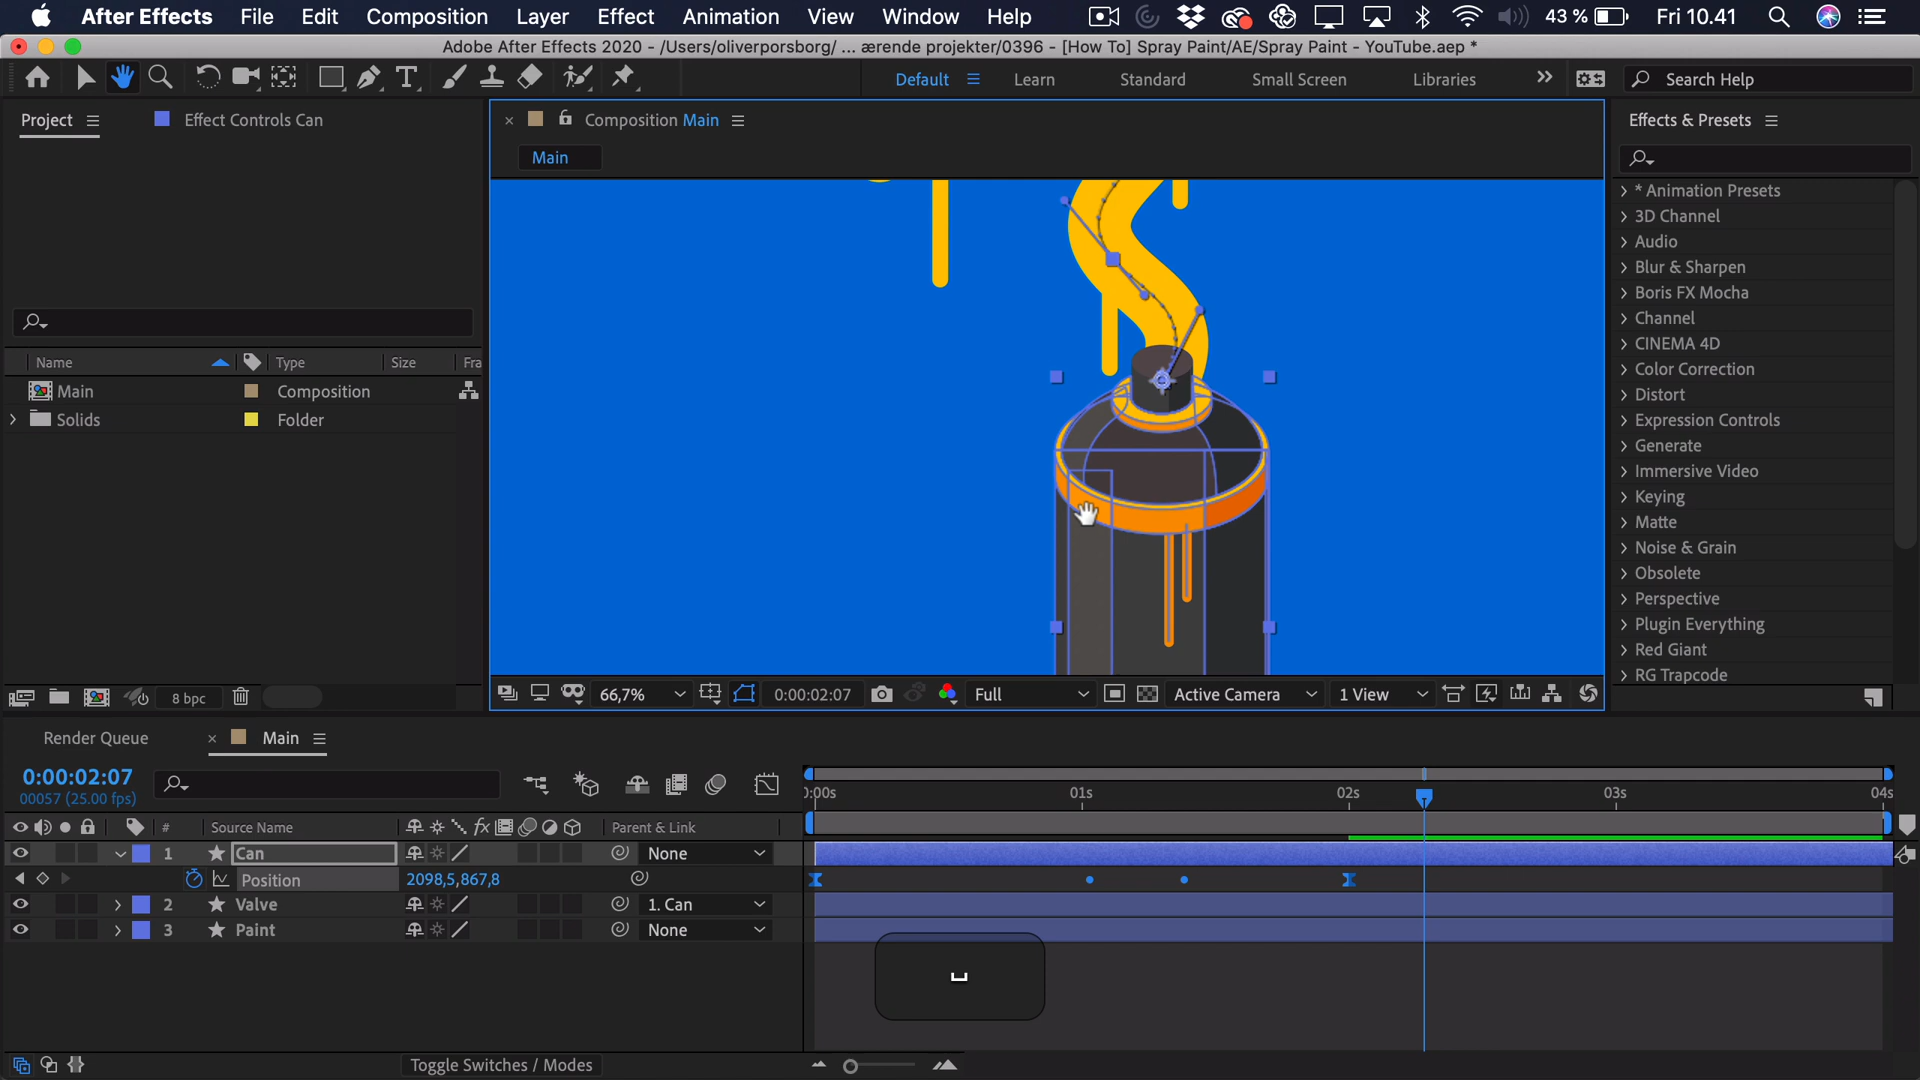 After Effects File Edit Composition Layer Effect Animation View Window Help 43 % Fri 10.41
Adobe After Effects 2020 - /Users/oliverporsborg/ ... ærende projekter/0396 - [How To] Spray Paint/AE/Spray Paint - YouTube.aep *
Default Learn Standard Small Screen Libraries Search Help
Project Effect Controls Can
Composition Main
Main
Name Type Size Fra
Main Composition
Solids Folder
8 bpc
66,7% 0:00:02:07 Full Active Camera 1 View
Effects & Presets
* Animation Presets
3D Channel
Audio
Blur & Sharpen
Boris FX Mocha
Channel
CINEMA 4D
Color Correction
Distort
Expression Controls
Generate
Immersive Video
Keying
Matte
Noise & Grain
Obsolete
Perspective
Plugin Everything
Red Giant
RG Trapcode
Render Queue Main
0:00:02:07
00057 (25.00 fps)
):00s 01s 02s 03s 04s
# Source Name fx Parent & Link
1 Can None
Position 2098,5,867,8
2 Valve 1. Can
3 Paint None
Toggle Switches / Modes